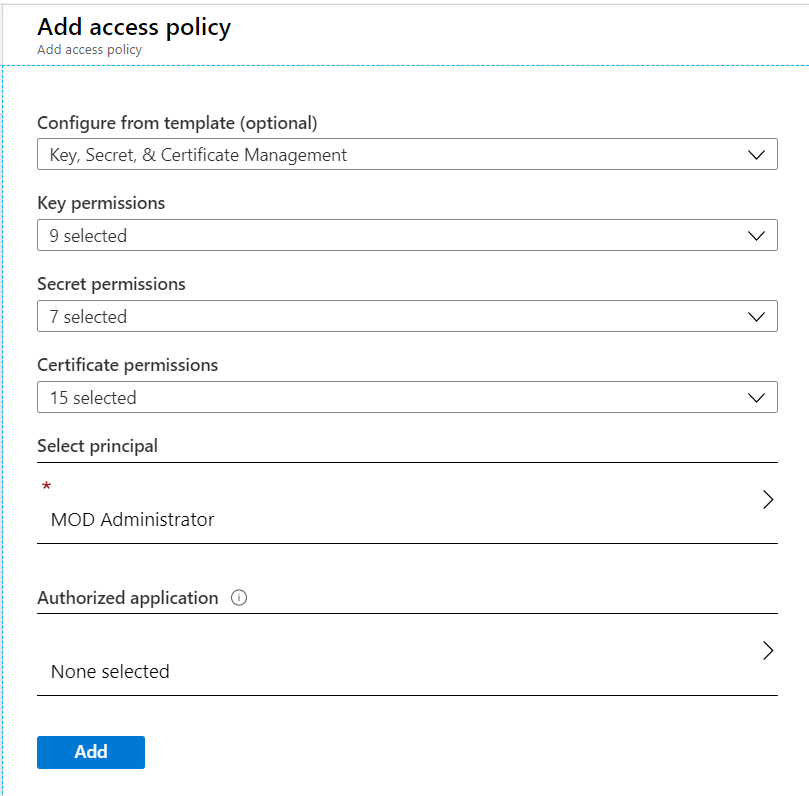 Add access policy
Add access policy
Configure from template (optional)
Key, Secret, & Certificate Management
Key permissions
9 selected
Secret permissions
7 selected
Certificate permissions
15 selected
Select principal
*
MOD Administrator
Authorized application
None selected
Add